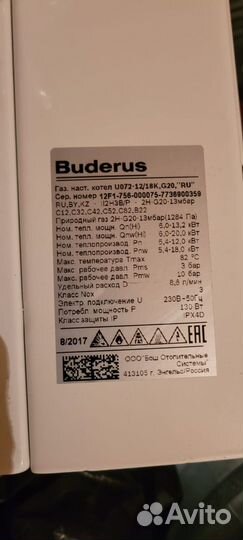 Buderus
Газ. наст. котел U072-12/18K,G20,"RU"
Сер. номер 12F1-756-000075-7736900359
RU,BY,KZ - II2H3B/P - 2H-G20-13мбар
C12,C32,C42,C52,C82,B22
Природный газ 2H-G20-13мбар(1284 Па)
Ном. тепл. мощн. Qn(Hi) 6,0-13,2 кВт
Ном. тепл. мощн. Qnw(Hi) 6,0-20,0 кВт
Ном. теплопроизвод. Pn 5,4-12,0 кВт
Ном. теплопроизвод. Pnw 5,4-18,0 кВт
Макс. температура Tmax 82 °C
Макс. рабочее давл. Pms 3 бар
Макс. рабочее давл. Pmw 10 бар
Удельный расход D 8,6 л/мин
Класс Nox 3
Электр. подключение U 230В~50Гц
Потребл. мощность P 130 Вт
Класс защиты IP IPX4D
8/2017
EAC
ООО"Бош Отопительные
Системы"
413105 г. Энгельс/Россия
Avito